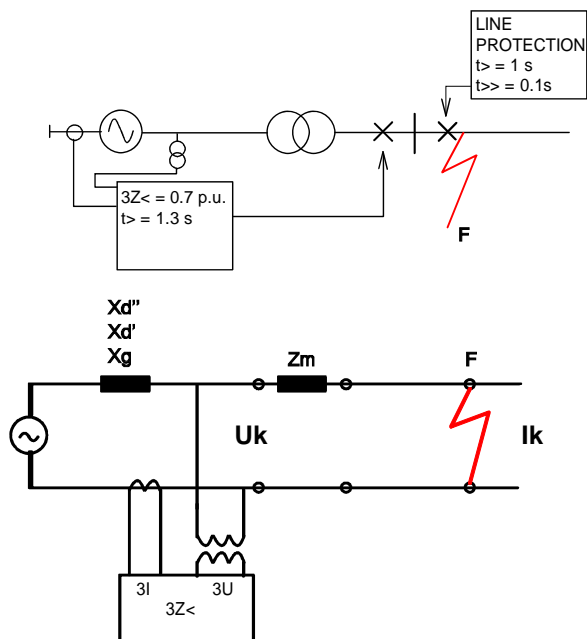 LINE
PROTECTION
t> = 1 s
t>> = 0.1s
3Z< = 0.7 p.u.
t> = 1.3 s
F
Xd"
Xd'
Xg
Zm
F
Uk
Ik
3I
3U
3Z<